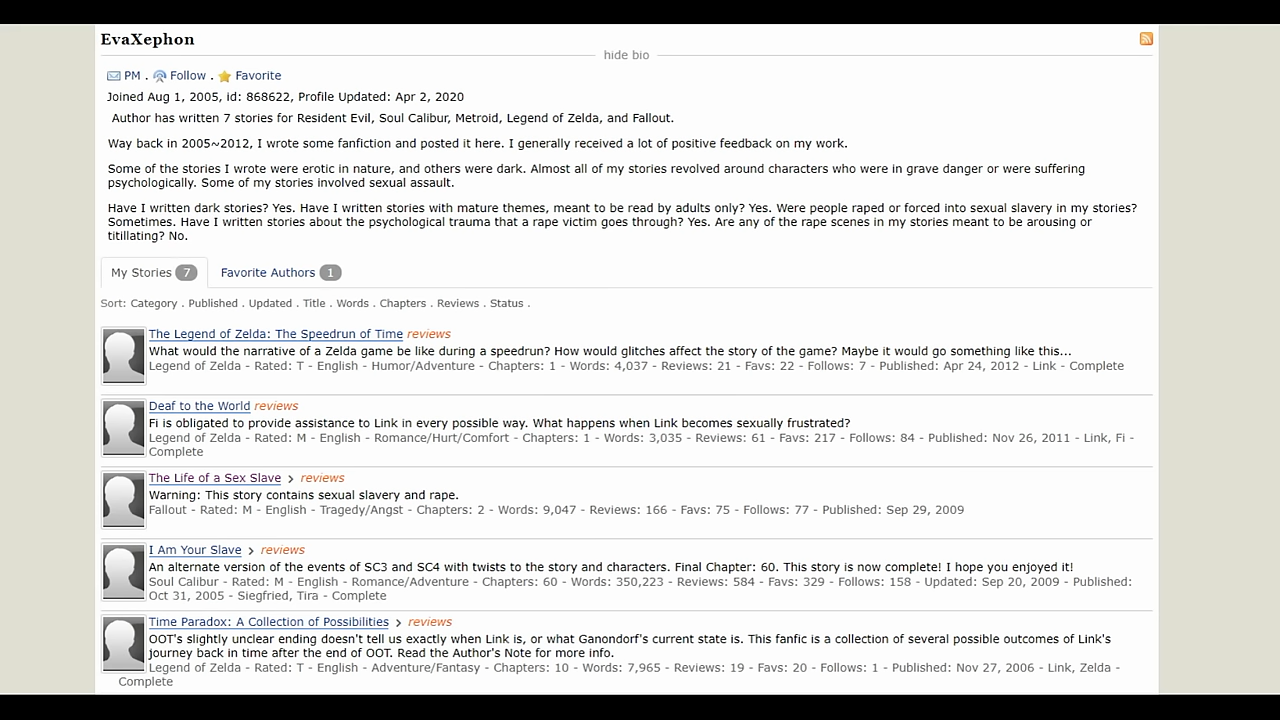 EvaXephon
hide bio
PM . Follow . Favorite
Joined Aug 1, 2005, id: 868622, Profile Updated: Apr 2, 2020
Author has written 7 stories for Resident Evil, Soul Calibur, Metroid, Legend of Zelda, and Fallout.
Way back in 2005~2012, I wrote some fanfiction and posted it here. I generally received a lot of positive feedback on my work.
Some of the stories I wrote were erotic in nature, and others were dark. Almost all of my stories revolved around characters who were in grave danger or were suffering
psychologically. Some of my stories involved sexual assault.
Have I written dark stories? Yes. Have I written stories with mature themes, meant to be read by adults only? Yes. Were people raped or forced into sexual slavery in my stories?
Sometimes. Have I written stories about the psychological trauma that a rape victim goes through? Yes. Are any of the rape scenes in my stories meant to be arousing or
titillating? No.
My Stories 7 Favorite Authors 1
Sort: Category . Published . Updated . Title . Words . Chapters . Reviews . Status .
The Legend of Zelda: The Speedrun of Time reviews
What would the narrative of a Zelda game be like during a speedrun? How would glitches affect the story of the game? Maybe it would go something like this...
Legend of Zelda - Rated: T - English - Humor/Adventure - Chapters: 1 - Words: 4,037 - Reviews: 21 - Favs: 22 - Follows: 7 - Published: Apr 24, 2012 - Link - Complete
Deaf to the World reviews
Fi is obligated to provide assistance to Link in every possible way. What happens when Link becomes sexually frustrated?
Legend of Zelda - Rated: M - English - Romance/Hurt/Comfort - Chapters: 1 - Words: 3,035 - Reviews: 61 - Favs: 217 - Follows: 84 - Published: Nov 26, 2011 - Link, Fi -
Complete
The Life of a Sex Slave > reviews
Warning: This story contains sexual slavery and rape.
Fallout - Rated: M - English - Tragedy/Angst - Chapters: 2 - Words: 9,047 - Reviews: 166 - Favs: 75 - Follows: 77 - Published: Sep 29, 2009
I Am Your Slave > reviews
An alternate version of the events of SC3 and SC4 with twists to the story and characters. Final Chapter: 60. This story is now complete! I hope you enjoyed it!
Soul Calibur - Rated: M - English - Romance/Adventure - Chapters: 60 - Words: 350,223 - Reviews: 584 - Favs: 329 - Follows: 158 - Updated: Sep 20, 2009 - Published:
Oct 31, 2005 - Siegfried, Tira - Complete
Time Paradox: A Collection of Possibilities > reviews
OOT's slightly unclear ending doesn't tell us exactly when Link is, or what Ganondorf's current state is. This fanfic is a collection of several possible outcomes of Link's
journey back in time after the end of OOT. Read the Author's Note for more info.
Legend of Zelda - Rated: T - English - Adventure/Fantasy - Chapters: 10 - Words: 7,965 - Reviews: 19 - Favs: 20 - Follows: 1 - Published: Nov 27, 2006 - Link, Zelda -
Complete